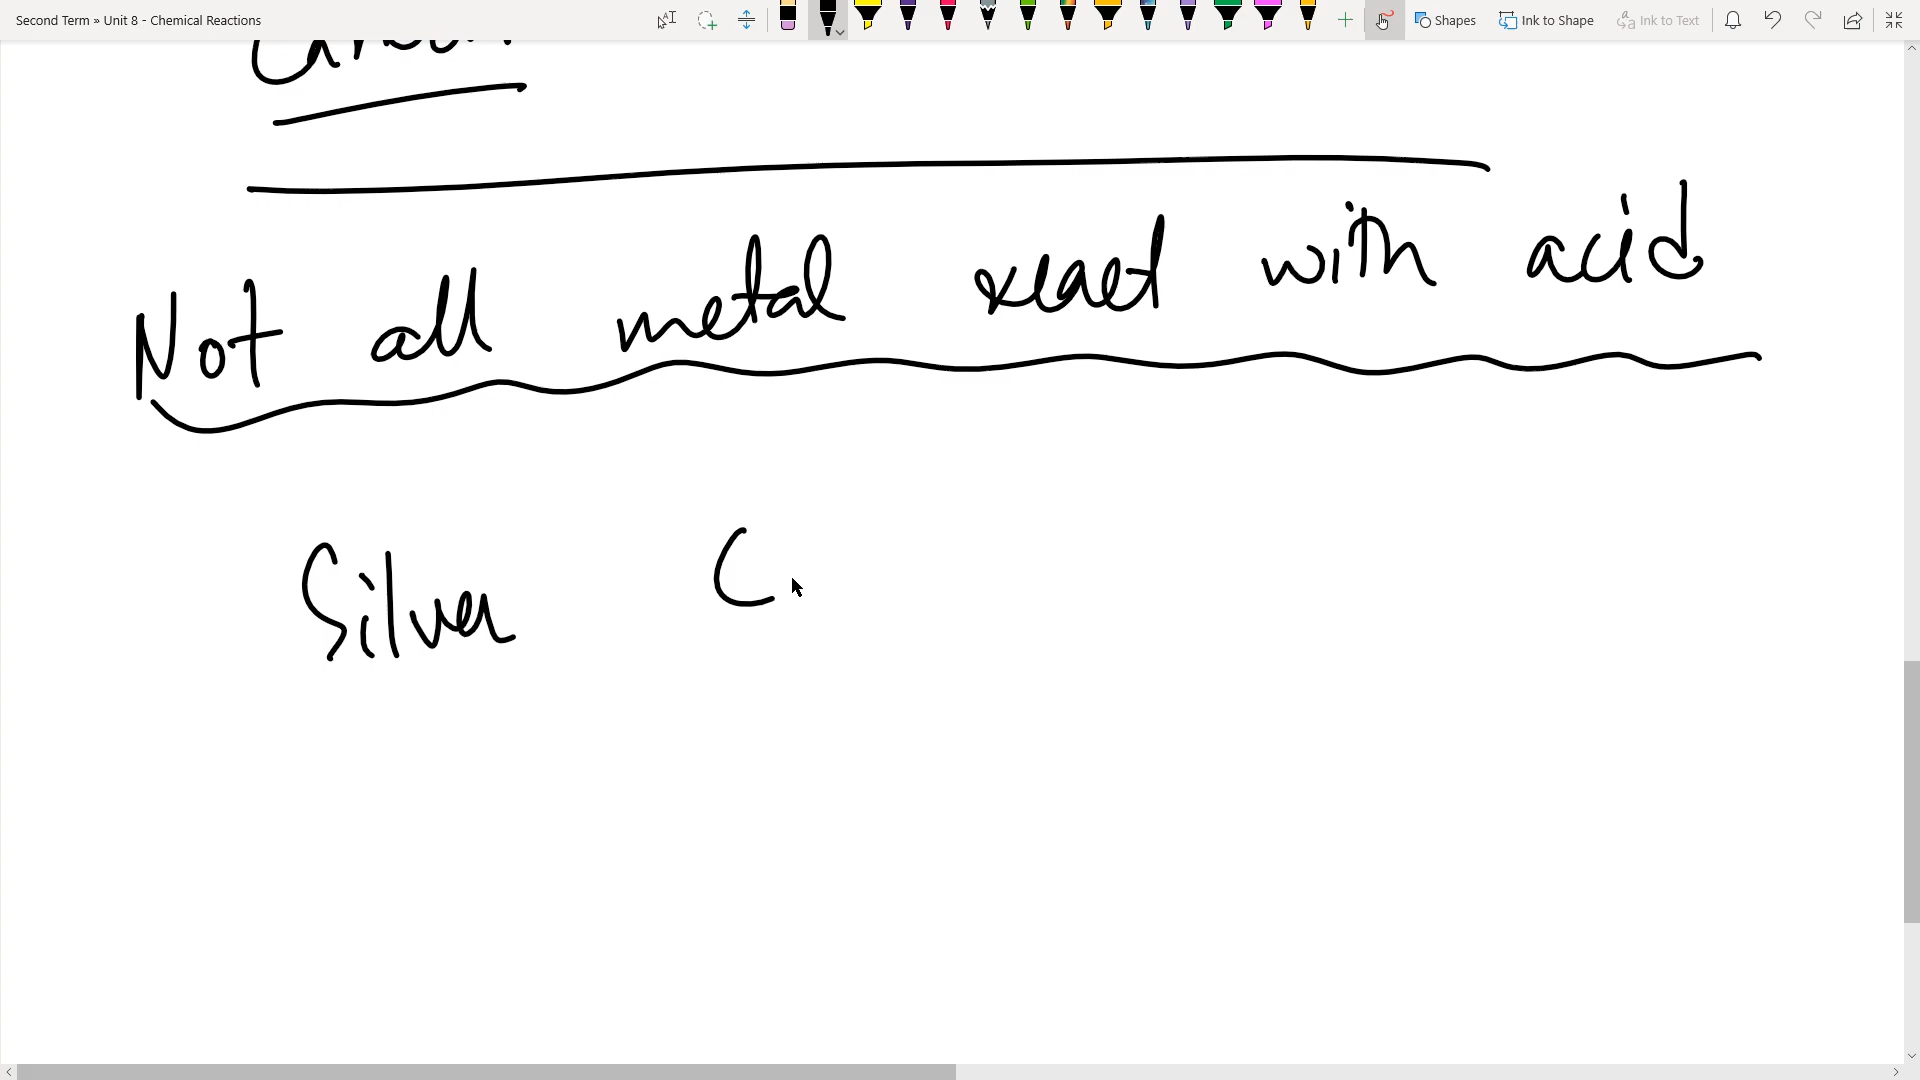 Second Term » Unit 8 - Chemical Reactions
Shapes Ink to Shape Ink to Text
Not all metal react with acid
Silver C